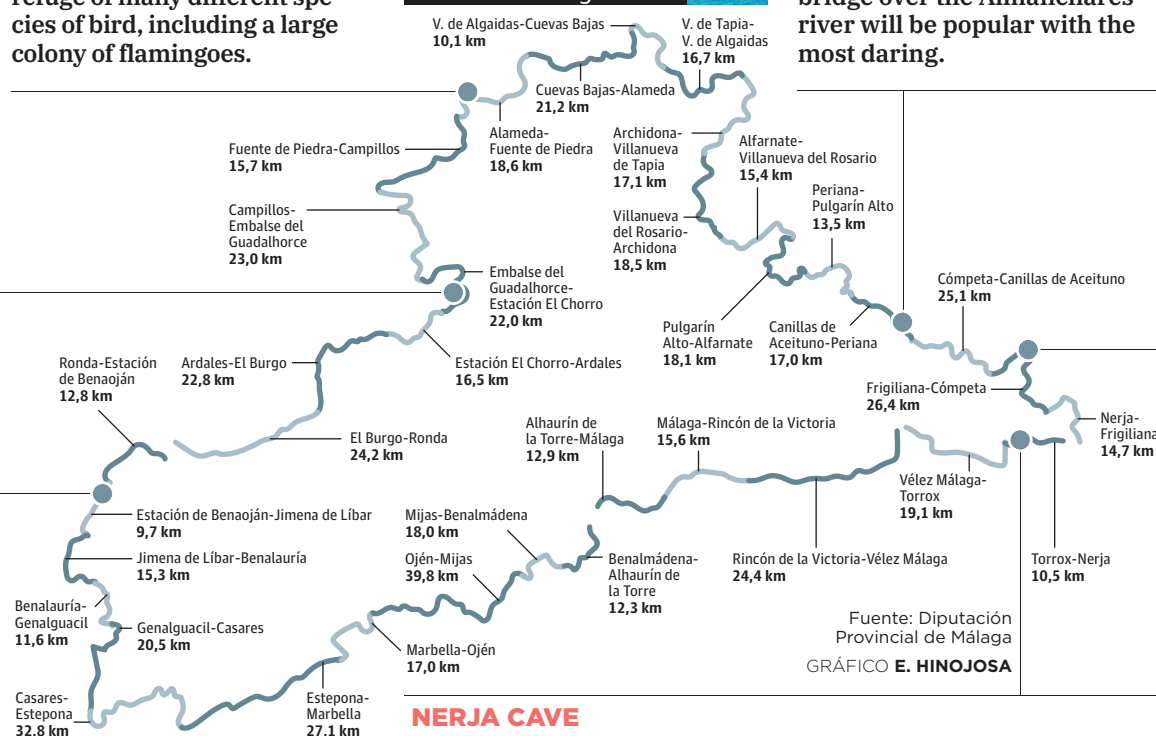 refuge of many different spe-
cies of bird, including a large
colony of flamingoes.
river will be popular with the
most daring.
V. de Algaidas-Cuevas Bajas
10,1 km
V. de Tapia-
V. de Algaidas
16,7 km
Cuevas Bajas-Alameda
21,2 km
Alameda-
Fuente de Piedra
18,6 km
Fuente de Piedra-Campillos
15,7 km
Archidona-
Villanueva
de Tapia
17,1 km
Alfarnate-
Villanueva del Rosario
15,4 km
Periana-
Pulgarín Alto
13,5 km
Campillos-
Embalse del
Guadalhorce
23,0 km
Villanueva
del Rosario-
Archidona
18,5 km
Embalse del
Guadalhorce-
Estación El Chorro
22,0 km
Cómpeta-Canillas de Aceituno
25,1 km
Pulgarín
Alto-Alfarnate
18,1 km
Canillas de
Aceituno-Periana
17,0 km
Ronda-Estación
de Benaoján
12,8 km
Ardales-El Burgo
22,8 km
Estación El Chorro-Ardales
16,5 km
Frigiliana-Cómpeta
26,4 km
Nerja-
Frigiliana
14,7 km
El Burgo-Ronda
24,2 km
Alhaurín de
la Torre-Málaga
12,9 km
Málaga-Rincón de la Victoria
15,6 km
Vélez Málaga-
Torrox
19,1 km
Estación de Benaoján-Jimena de Líbar
9,7 km
Mijas-Benalmádena
18,0 km
Jimena de Líbar-Benalauría
15,3 km
Ojén-Mijas
39,8 km
Benalmádena-
Alhaurín de
la Torre
12,3 km
Rincón de la Victoria-Vélez Málaga
24,4 km
Torrox-Nerja
10,5 km
Benalauría-
Genalguacil
11,6 km
Genalguacil-Casares
20,5 km
Marbella-Ojén
17,0 km
Casares-
Estepona
32,8 km
Estepona-
Marbella
27,1 km
Fuente: Diputación
Provincial de Málaga
GRÁFICO E. HINOJOSA
NERJA CAVE